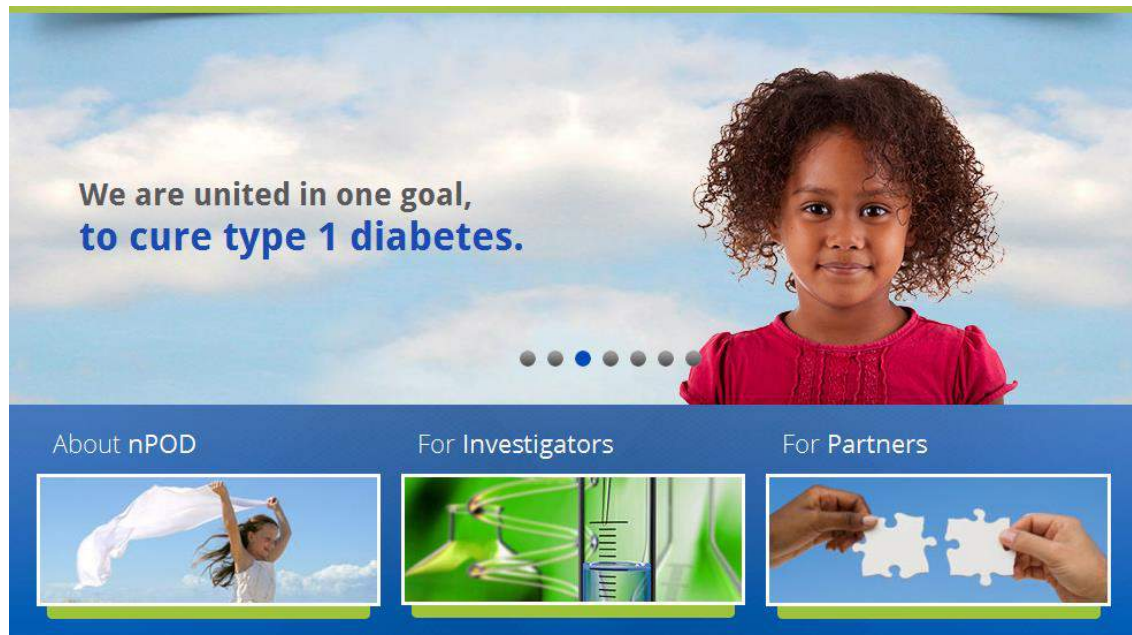 We are united in one goal,
to cure type 1 diabetes.
About nPOD
For Investigators
For Partners